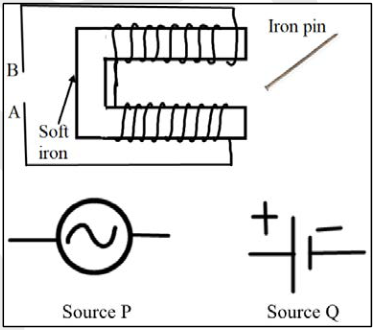 Iron pin
B
A
Soft
iron
+ −
Source P
Source Q